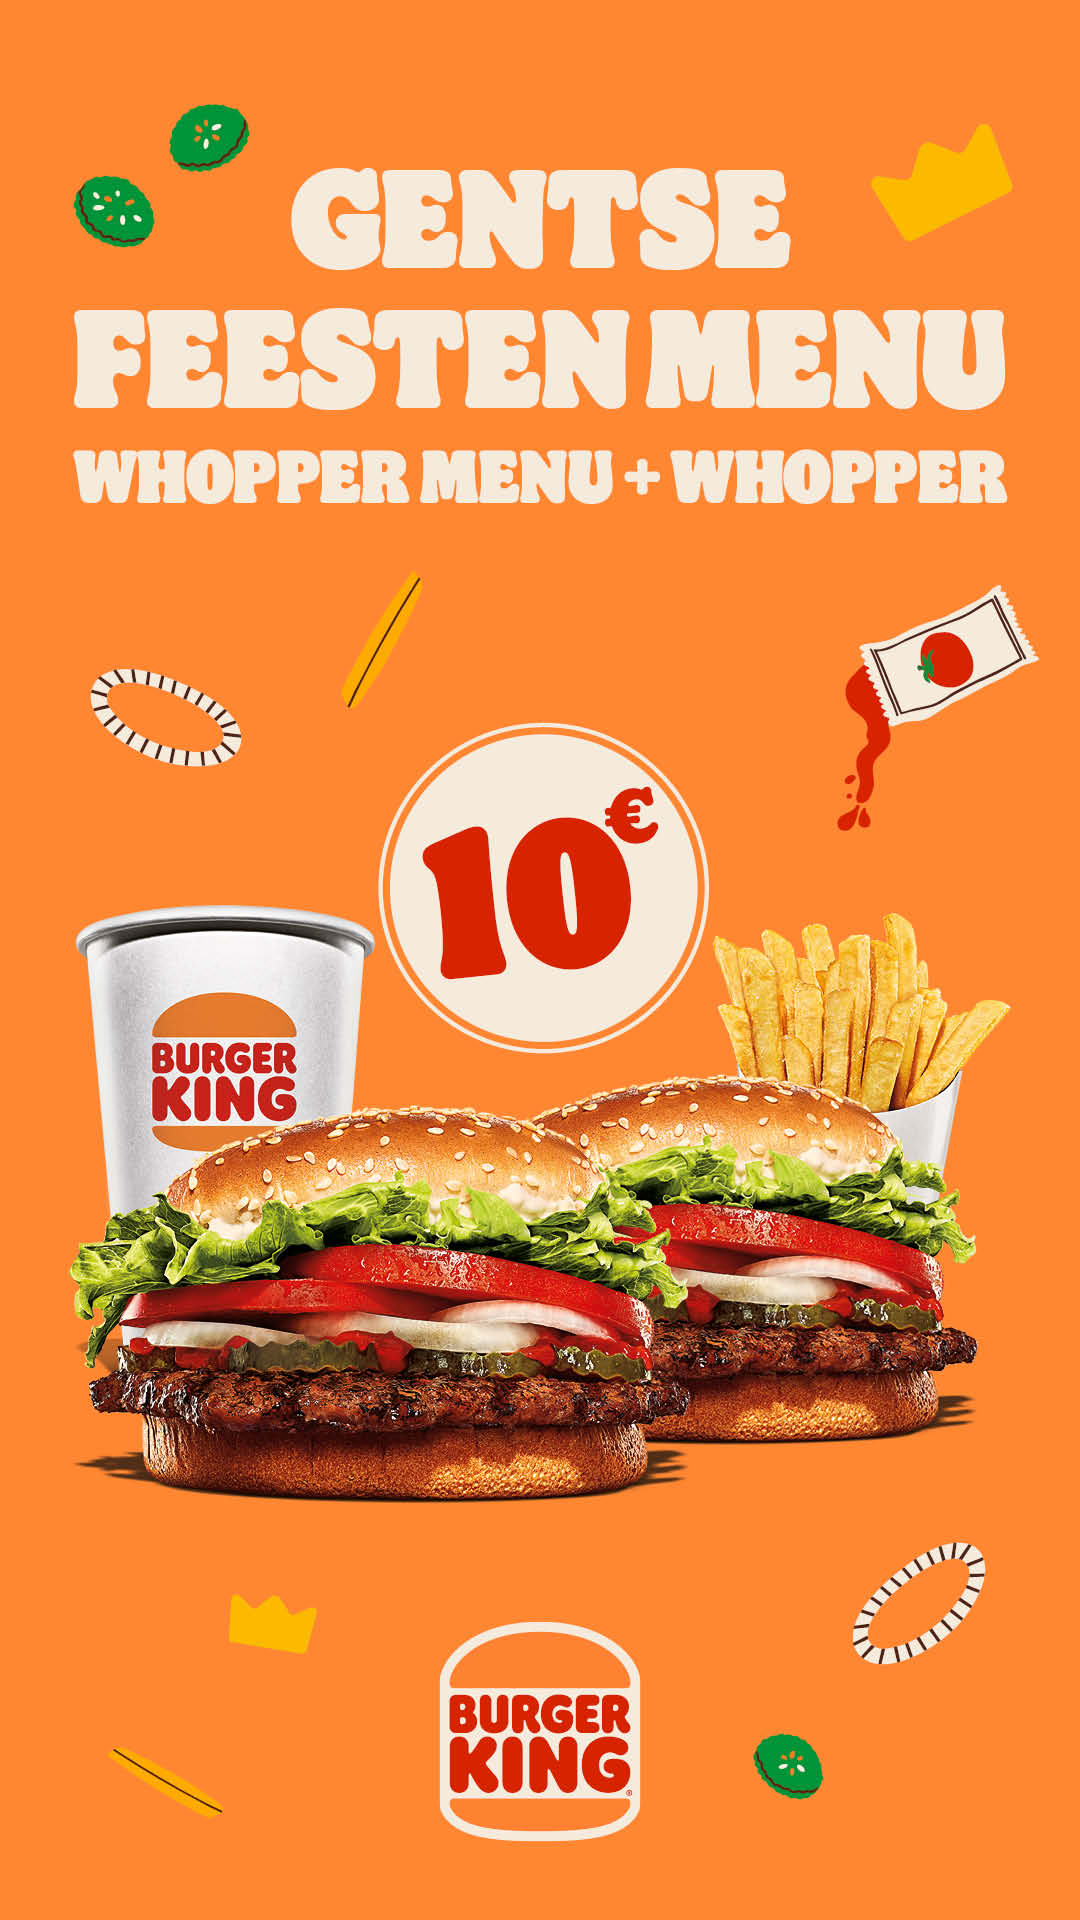 GENTSE
FEESTEN MENU
WHOPPER MENU + WHOPPER
10€
BURGER
KING
BURGER
KING®